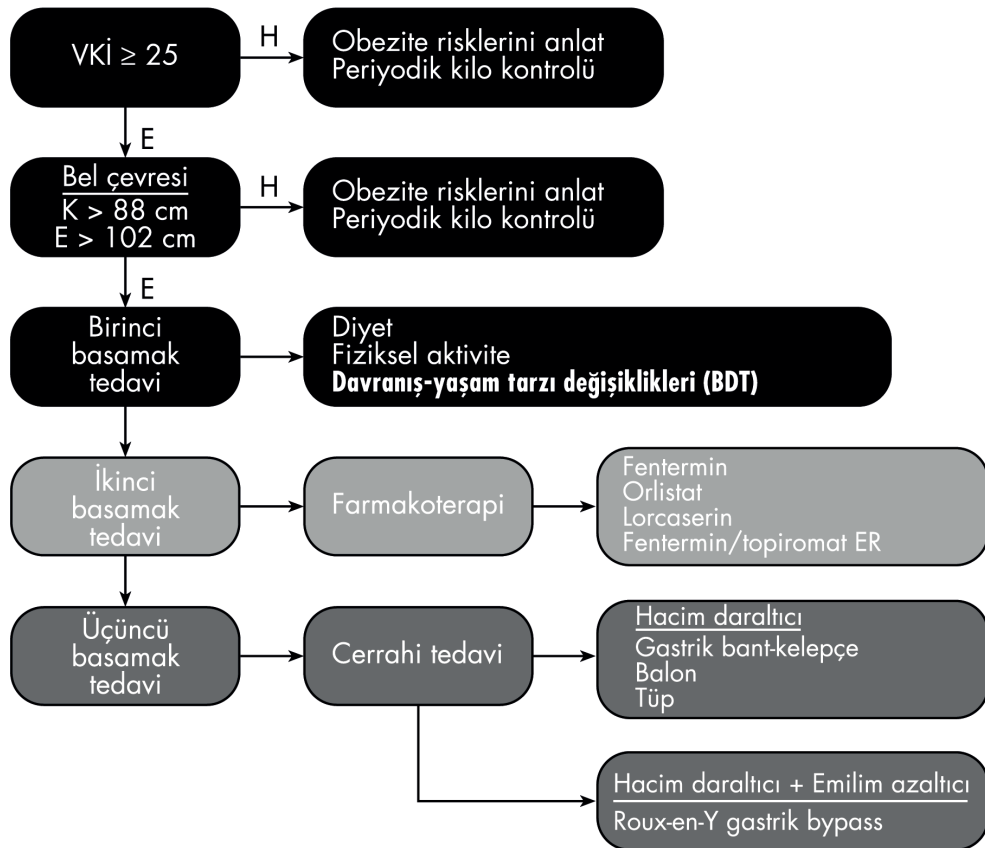 VKİ ≥ 25
H
Obezite risklerini anlat
Periyodik kilo kontrolü
E
Bel çevresi
K > 88 cm
E > 102 cm
H
Obezite risklerini anlat
Periyodik kilo kontrolü
E
Birinci
basamak
tedavi
Diyet
Fiziksel aktivite
Davranış-yaşam tarzı değişiklikleri (BDT)
İkinci
basamak
tedavi
Farmakoterapi
Fentermin
Orlistat
Lorcaserin
Fentermin/topiromat ER
Üçüncü
basamak
tedavi
Cerrahi tedavi
Hacim daraltıcı
Gastrik bant-kelepçe
Balon
Tüp
Hacim daraltıcı + Emilim azaltıcı
Roux-en-Y gastrik bypass